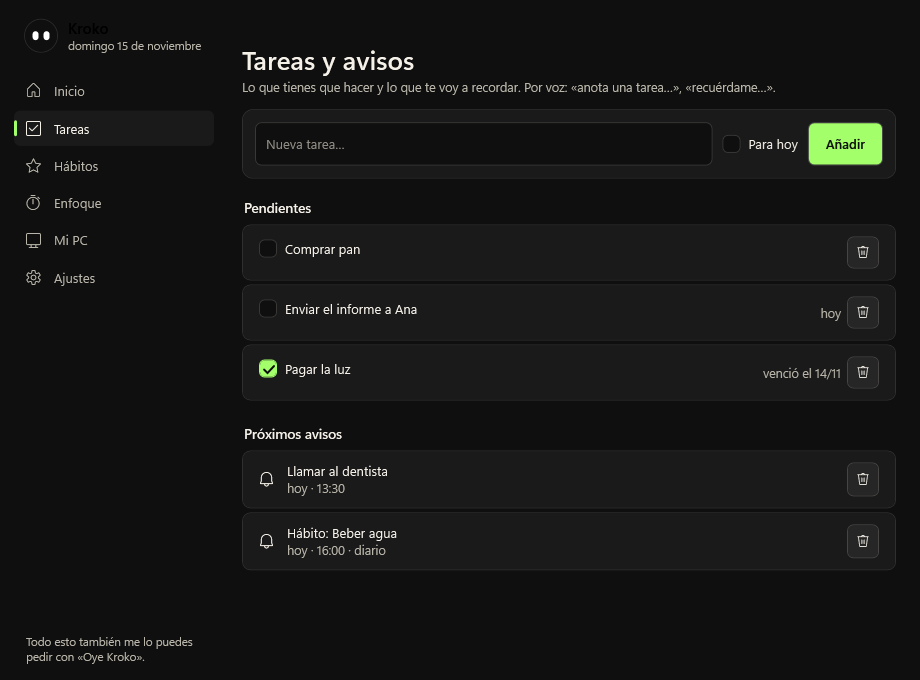 Kroko
domingo 15 de noviembre
Inicio
Tareas
Hábitos
Enfoque
Mi PC
Ajustes
Todo esto también me lo puedes
pedir con «Oye Kroko».
Tareas y avisos
Lo que tienes que hacer y lo que te voy a recordar. Por voz: «anota una tarea...», «recuérdame...».
Nueva tarea...
Para hoy
Añadir
Pendientes
Comprar pan
Enviar el informe a Ana
hoy
Pagar la luz
venció el 14/11
Próximos avisos
Llamar al dentista
hoy · 13:30
Hábito: Beber agua
hoy · 16:00 · diario